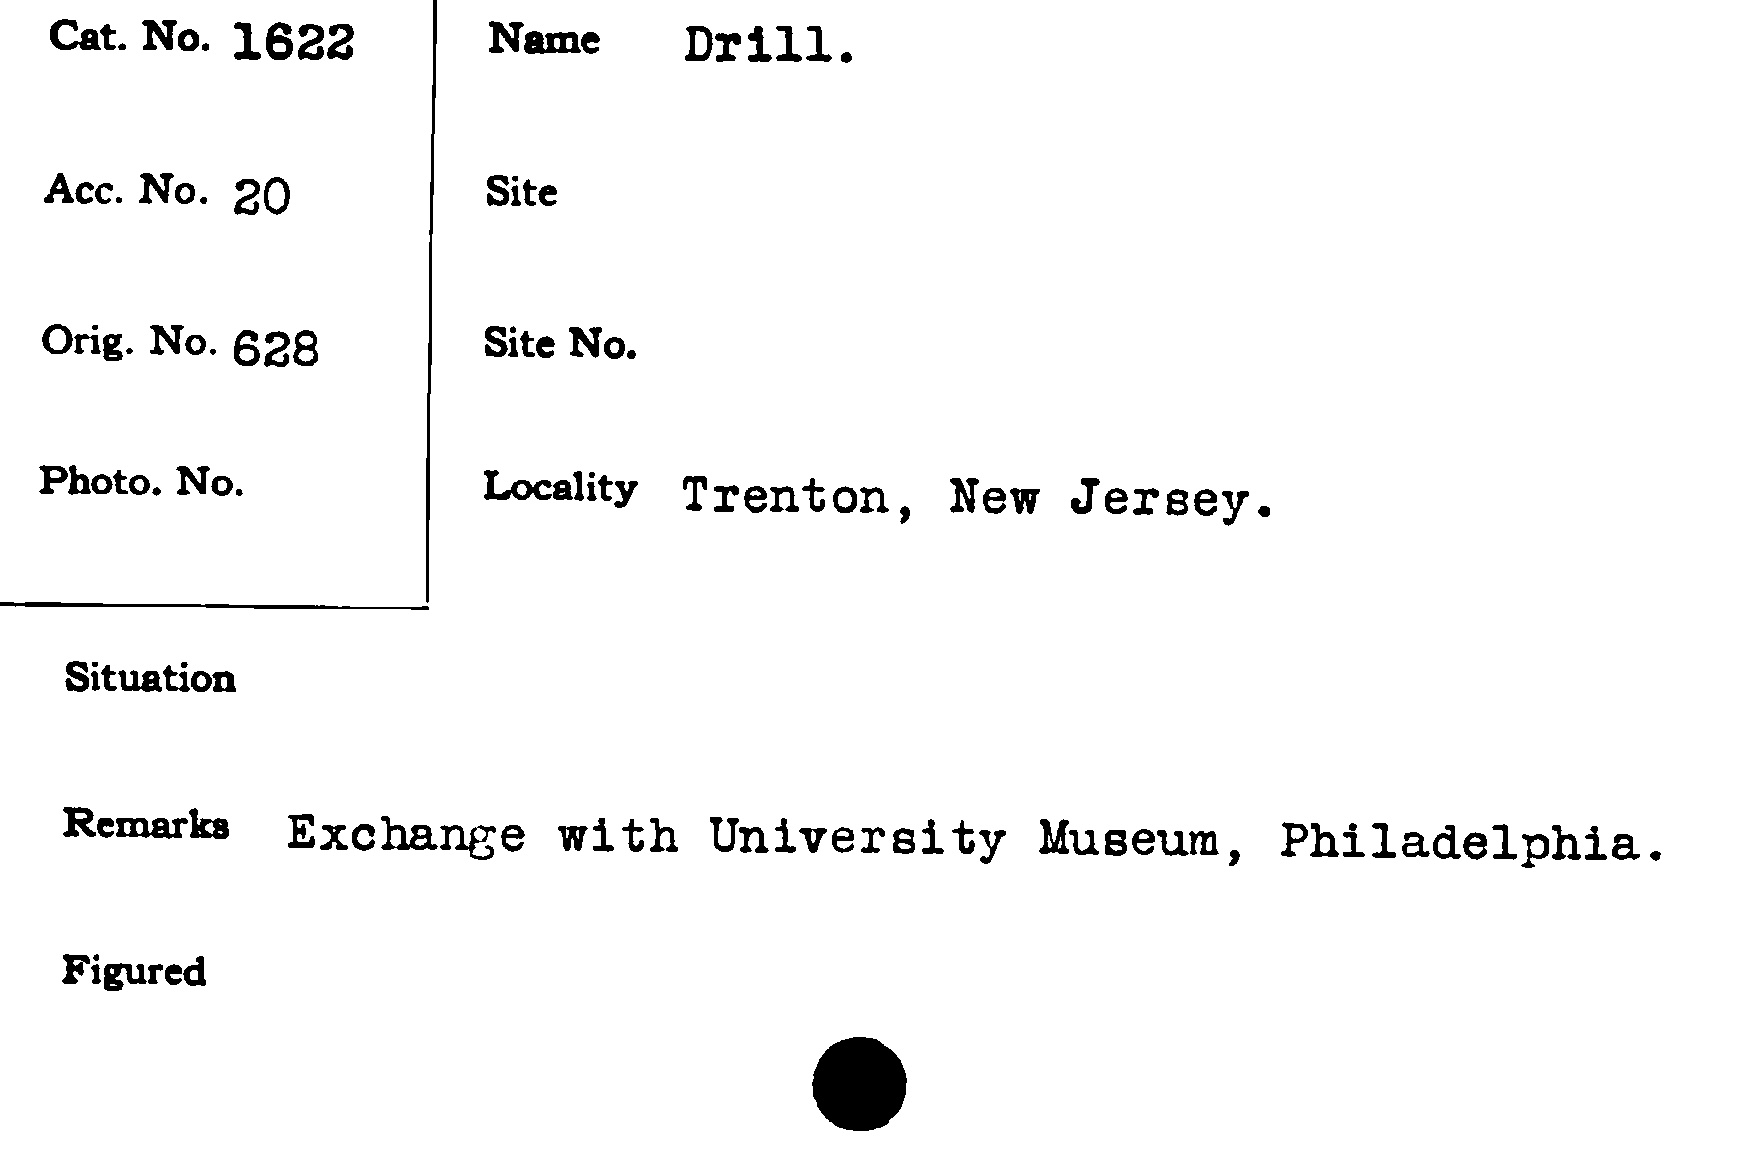 Cat. No. 1622
Name Drill.
Acc. No. 20
Site
Orig. No. 628
Site No.
Photo. No.
Locality Trenton, New Jersey.
Situation
Remarks Exchange with University Museum, Philadelphia.
Figured